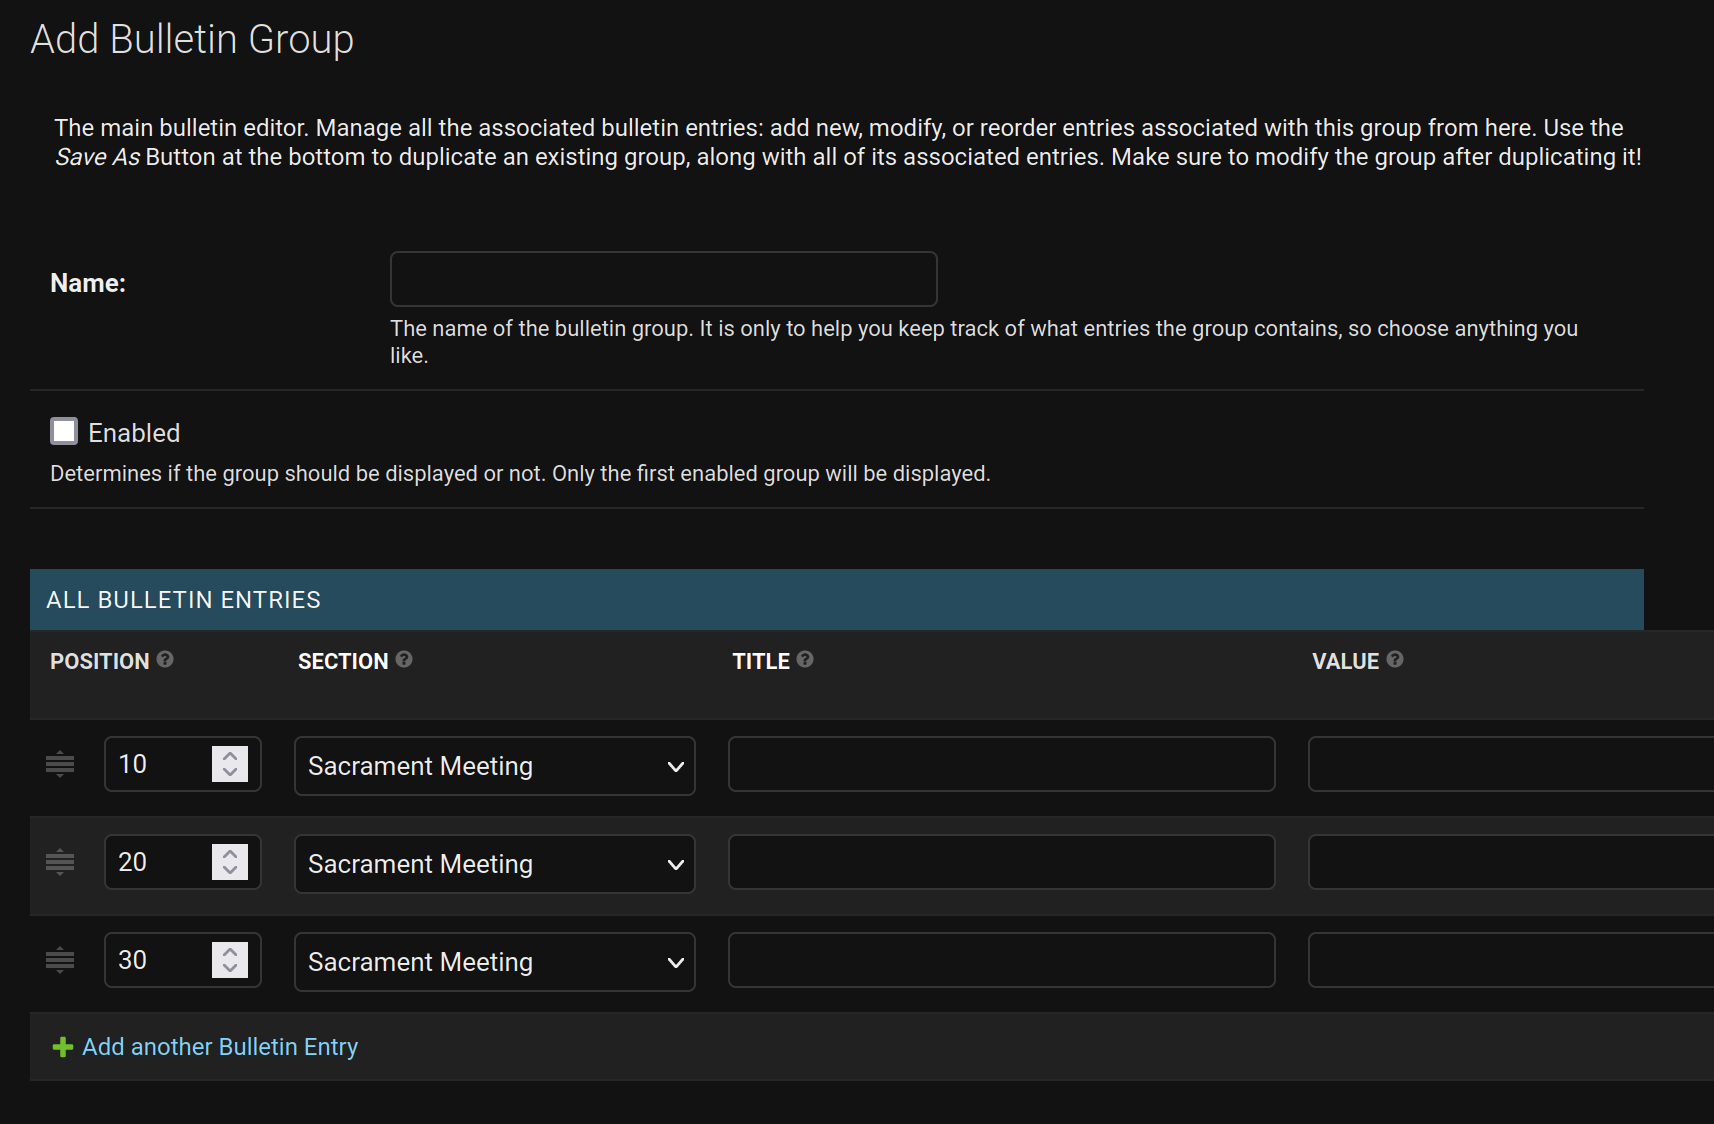 Add Bulletin Group
The main bulletin editor. Manage all the associated bulletin entries: add new, modify, or reorder entries associated with this group from here. Use the
Save As Button at the bottom to duplicate an existing group, along with all of its associated entries. Make sure to modify the group after duplicating it!
Name:
The name of the bulletin group. It is only to help you keep track of what entries the group contains, so choose anything you
like.
Enabled
Determines if the group should be displayed or not. Only the first enabled group will be displayed.
ALL BULLETIN ENTRIES
POSITION ? SECTION ? TITLE ? VALUE ?
10 Sacrament Meeting
20 Sacrament Meeting
30 Sacrament Meeting
Add another Bulletin Entry